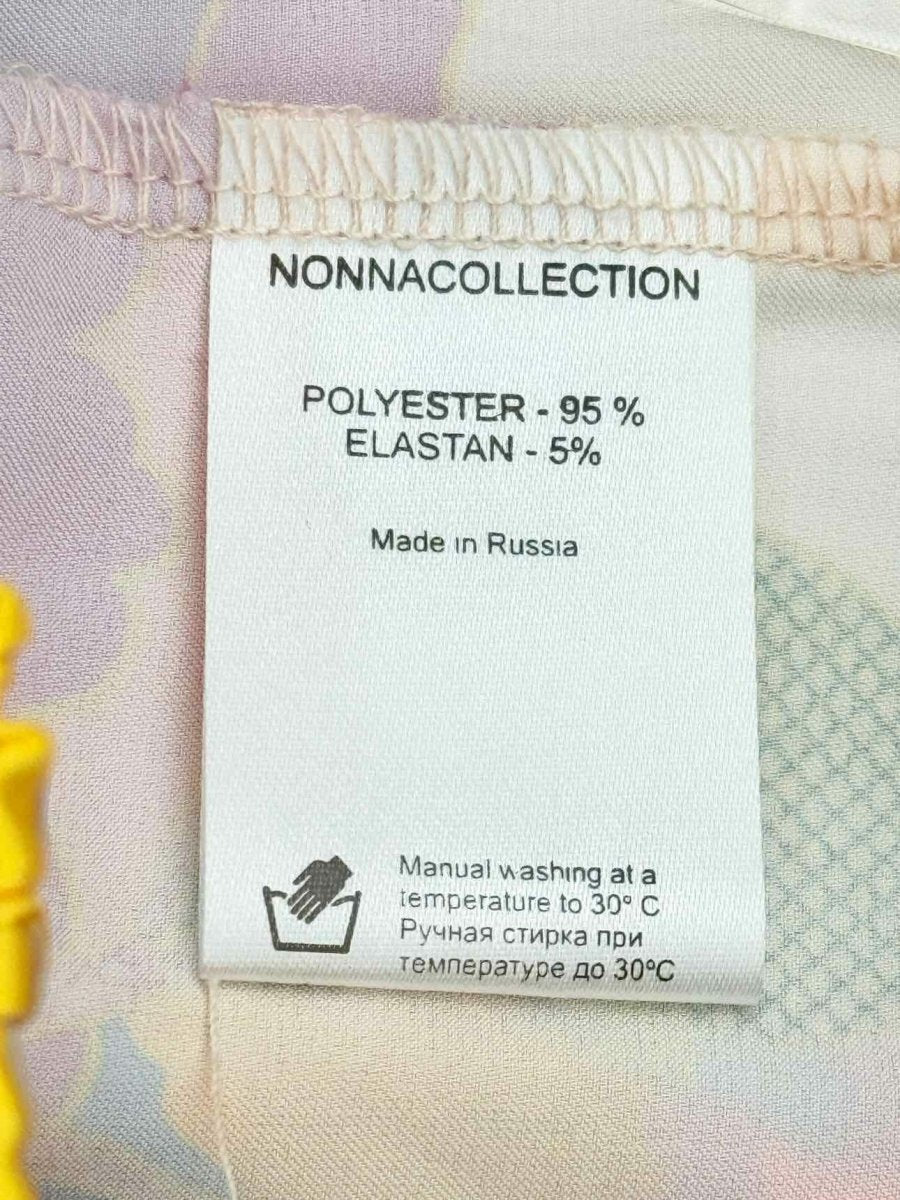 NONNACOLLECTION
POLYESTER - 95 %
ELASTAN - 5%
Made in Russia
Manual washing at a
temperature to 30° C
Ручная стирка при
температуре до 30ºC